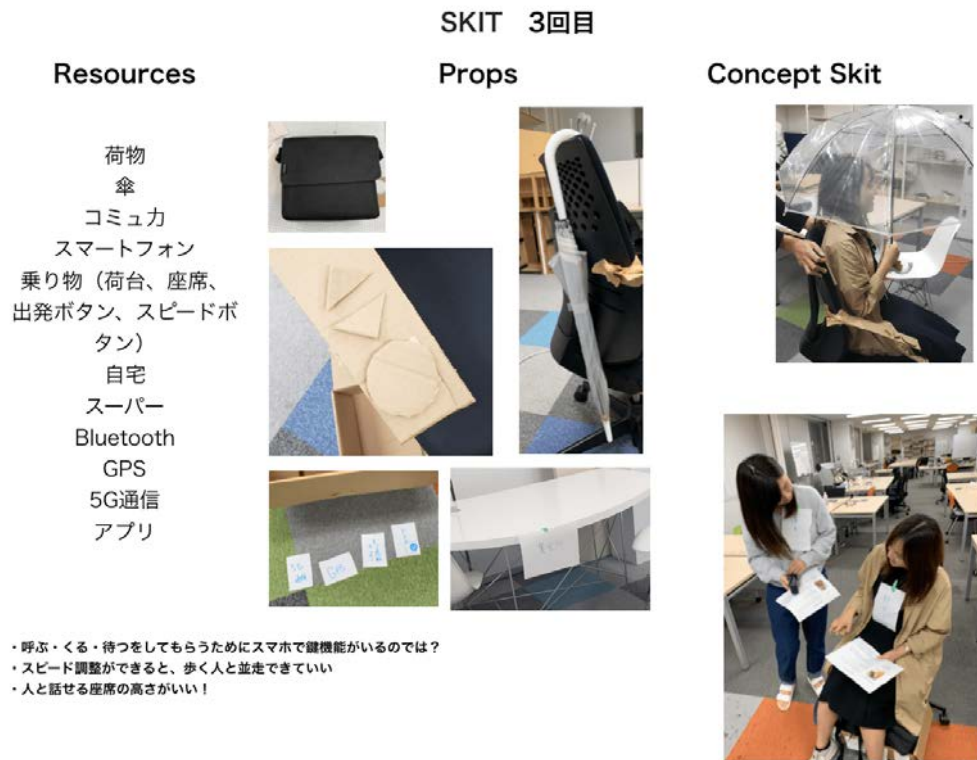 SKIT 3回目
Resources
荷物
傘
コミュ力
スマートフォン
乗り物（荷台、座席、
出発ボタン、スピードボ
タン）
自宅
スーパー
Bluetooth
GPS
5G通信
アプリ
Props
GPS
Concept Skit
・呼ぶ・くる・待つをしてもらうためにスマホで鍵機能がいるのでは？
・スピード調整ができると、歩く人と並走できていい
・人と話せる座席の高さがいい！